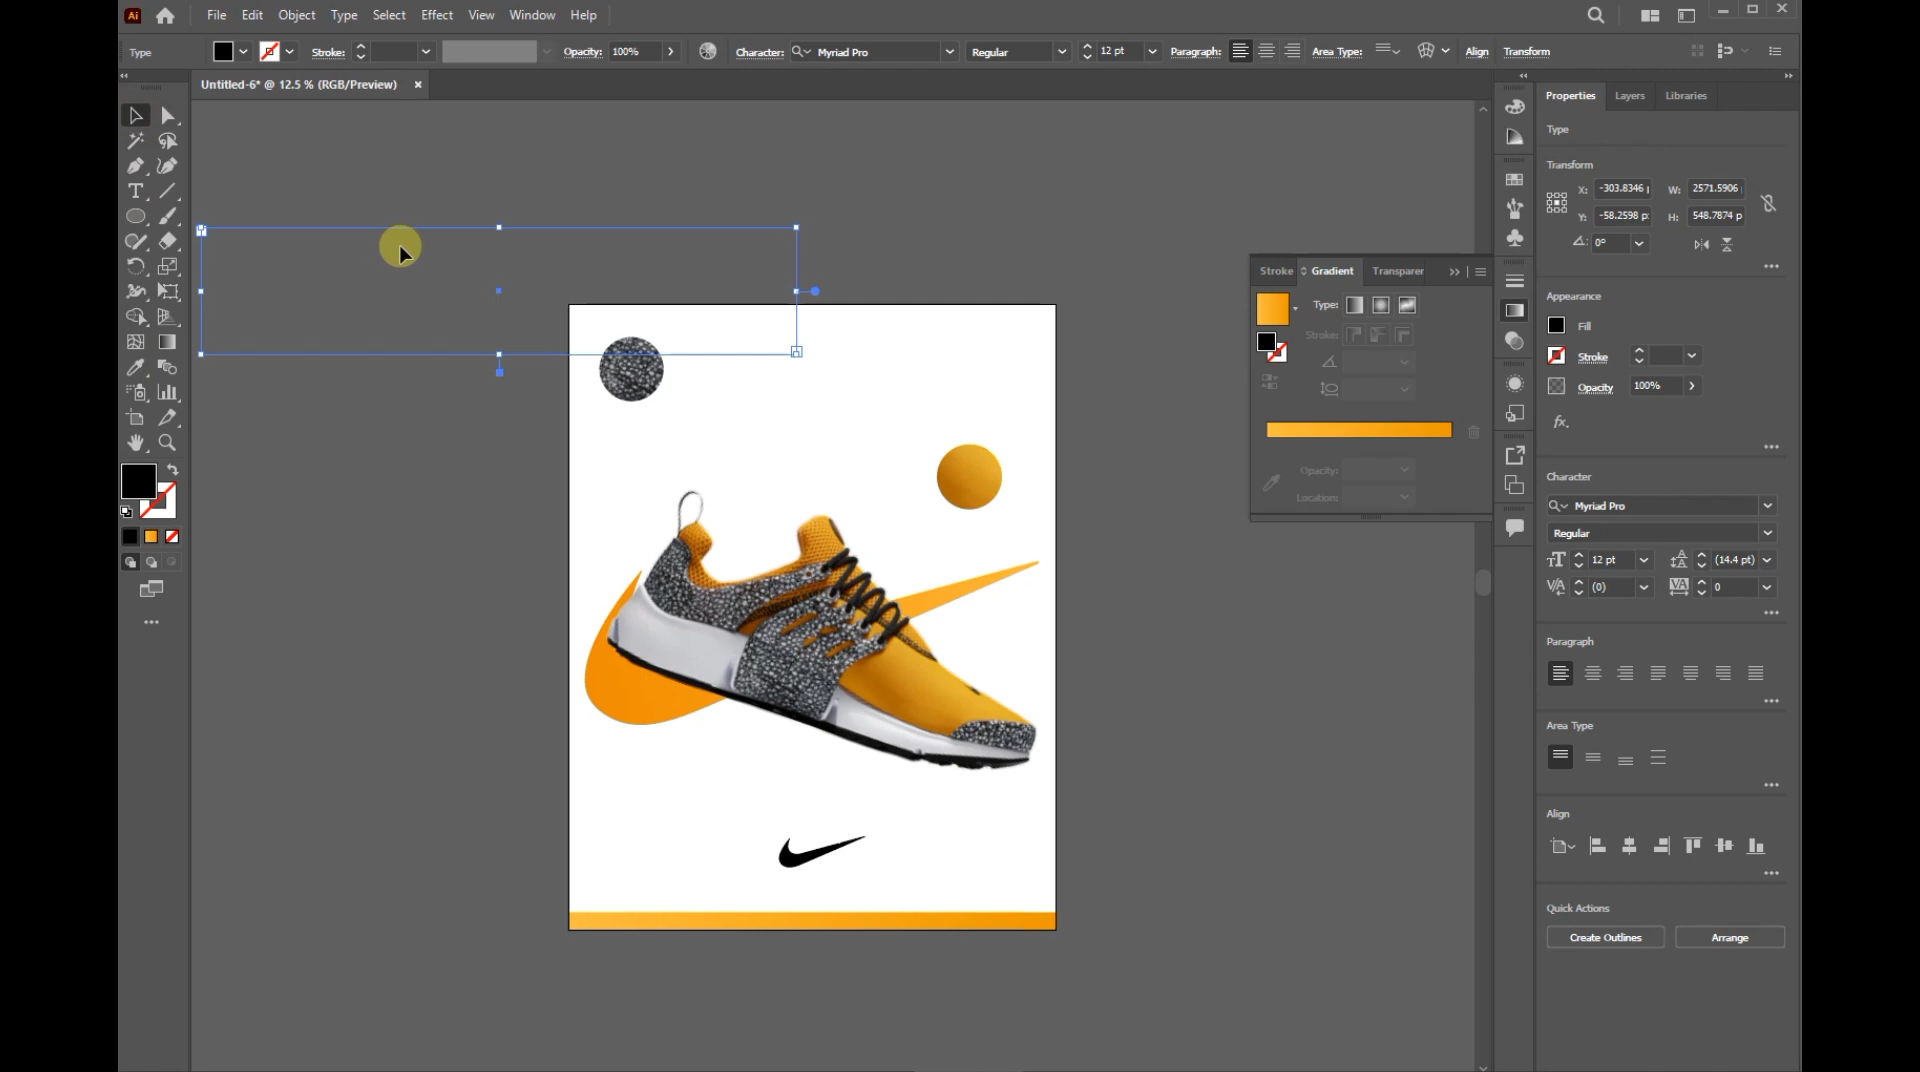 Ai File Edit Object Type Select Effect View Window Help
Type Stroke: Opacity: 100% Character: Myriad Pro Regular 12 pt Paragraph: Area Type: Align Transform
Untitled-6* @ 12.5 % (RGB/Preview) ×
Properties Layers Libraries
Type
Transform
X: -303.8346 W: 2571.5906
Y: -58.2598 p H: 548.7874 p
0°
Stroke Gradient Transparer
Type:
Stroke:
Opacity:
Location:
Appearance
Fill
Stroke
Opacity 100%
fx.
Character
Myriad Pro
Regular
12 pt (14.4 pt)
(0) 0
Paragraph
Area Type
Align
Quick Actions
Create Outlines Arrange